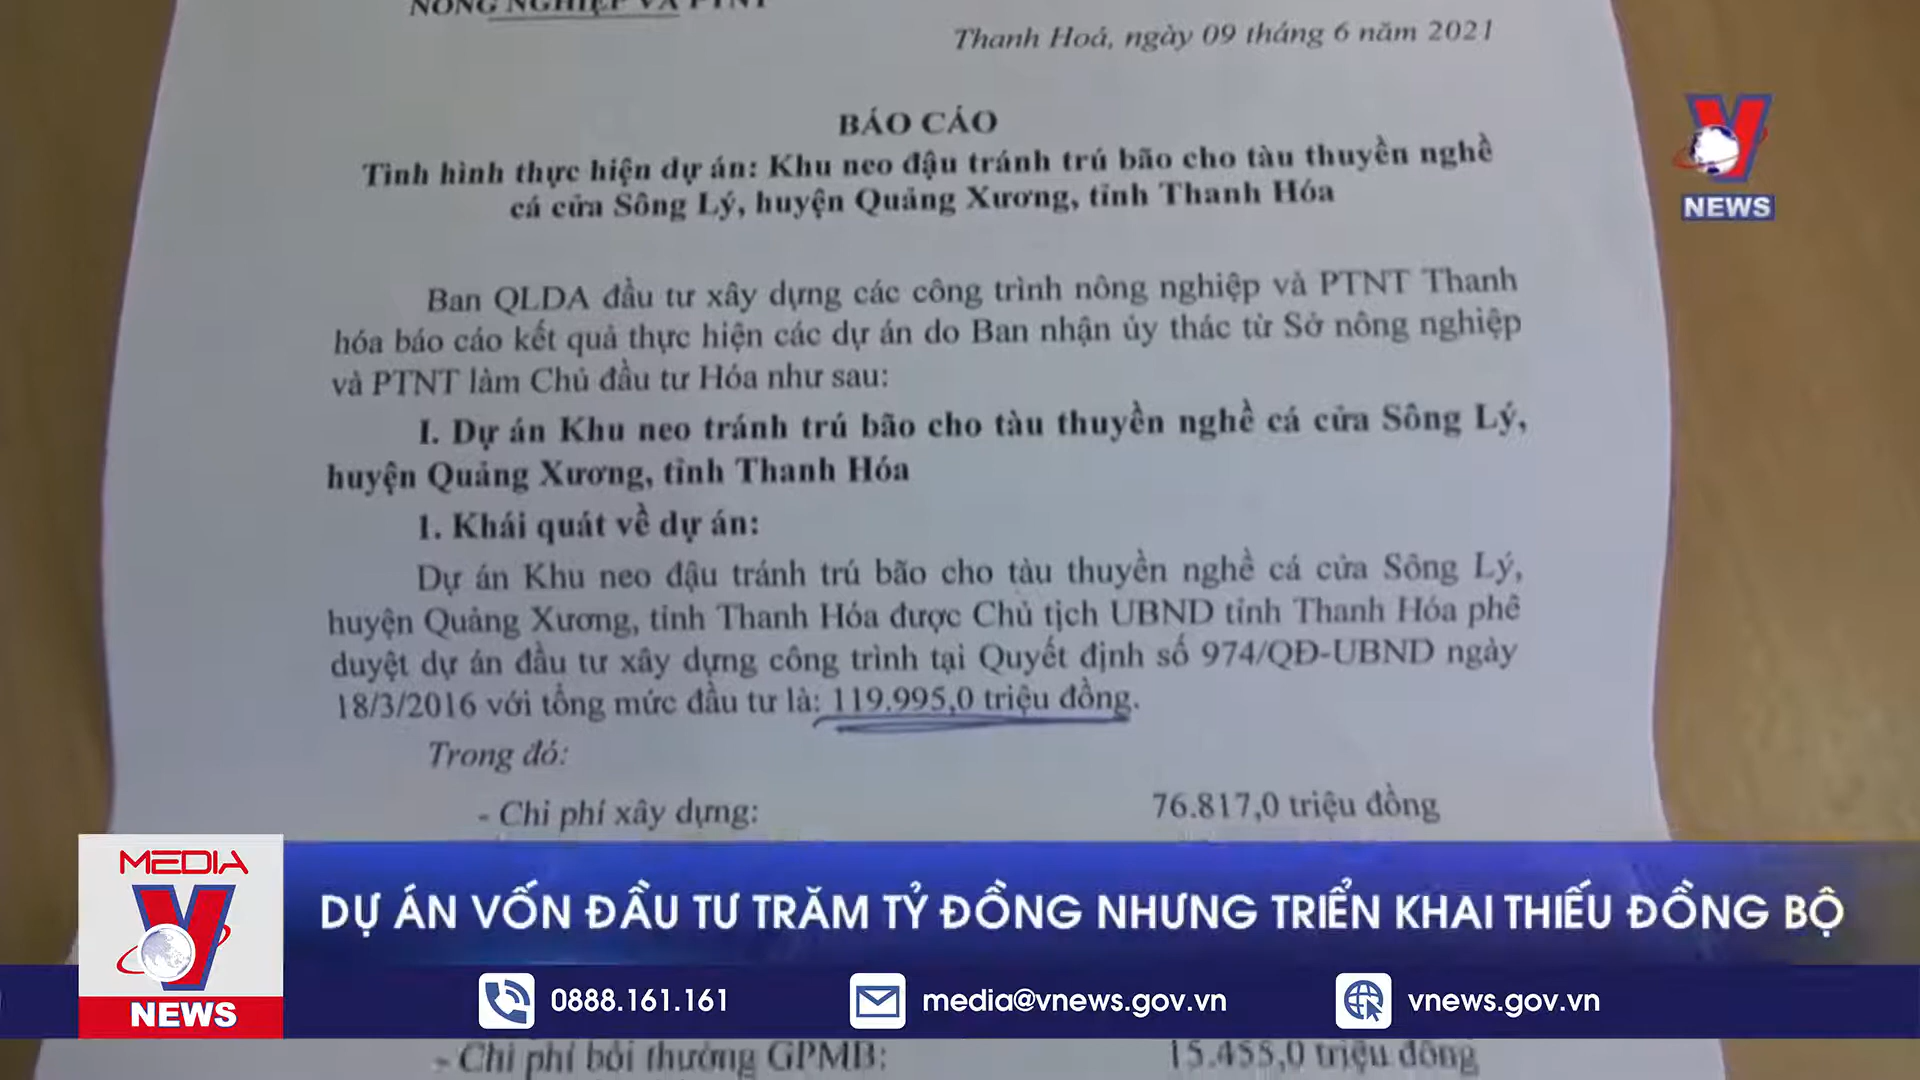 NÔNG NGHIỆP VÀ PTNT
Thanh Hoá, ngày 09 tháng 6 năm 2021
BÁO CÁO
Tình hình thực hiện dự án: Khu neo đậu tránh trú bão cho tàu thuyền nghề
cá cửa Sông Lý, huyện Quảng Xương, tỉnh Thanh Hóa
Ban QLDA đầu tư xây dựng các công trình nông nghiệp và PTNT Thanh
hóa báo cáo kết quả thực hiện các dự án do Ban nhận ủy thác từ Sở nông nghiệp
và PTNT làm Chủ đầu tư Hóa như sau:
I. Dự án Khu neo tránh trú bão cho tàu thuyền nghề cá cửa Sông Lý,
huyện Quảng Xương, tỉnh Thanh Hóa
1. Khái quát về dự án:
Dự án Khu neo đậu tránh trú bão cho tàu thuyền nghề cá cửa Sông Lý,
huyện Quảng Xương, tỉnh Thanh Hóa được Chủ tịch UBND tỉnh Thanh Hóa phê
duyệt dự án đầu tư xây dựng công trình tại Quyết định số 974/QĐ-UBND ngày
18/3/2016 với tổng mức đầu tư là: 119.995,0 triệu đồng.
Trong đó:
- Chi phí xây dựng: 76.817,0 triệu đồng
- Chi phí bồi thường GPMB: 15.455,0 triệu đồng
V
NEWS
MEDIA
V
NEWS
DỰ ÁN VỐN ĐẦU TƯ TRĂM TỶ ĐỒNG NHƯNG TRIỂN KHAI THIẾU ĐỒNG BỘ
0888.161.161
media@vnews.gov.vn
vnews.gov.vn